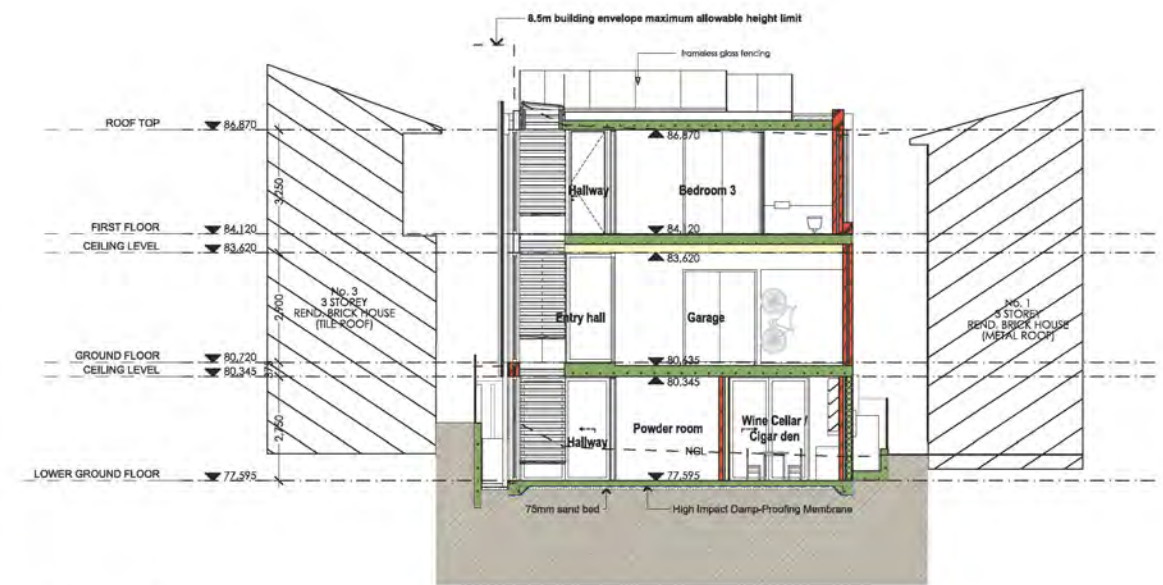 8.5m building envelope maximum allowable height limit
frameless glass fencing
ROOF TOP 86,870
86,870
3,250
Hallway
Bedroom 3
FIRST FLOOR 84,120
84,120
CEILING LEVEL 83,620
83,620
No. 3
3 STOREY
REND. BRICK HOUSE
(TILE ROOF)
2,900
Entry hall
Garage
No. 1
3 STOREY
REND. BRICK HOUSE
(METAL ROOF)
GROUND FLOOR 80,720
80,635
CEILING LEVEL 80,345
80,345
375
2,750
Hallway
Powder room
Wine Cellar /
Cigar den
NGL
LOWER GROUND FLOOR 77,595
77,595
75mm sand bed
High Impact Damp-Proofing Membrane